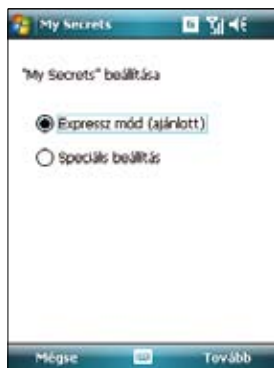 My Secrets
"My Secrets" beállítása
Expressz mód (ajánlott)
Speciális beállítás
Mégse Tovább